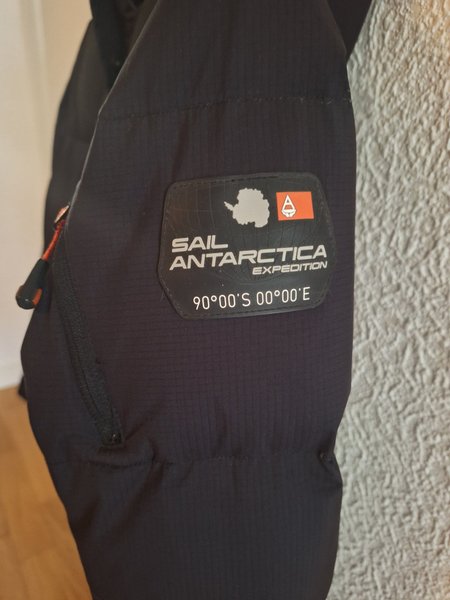 SAIL
ANTARCTICA
EXPEDITION
90°00'S 00°00'E